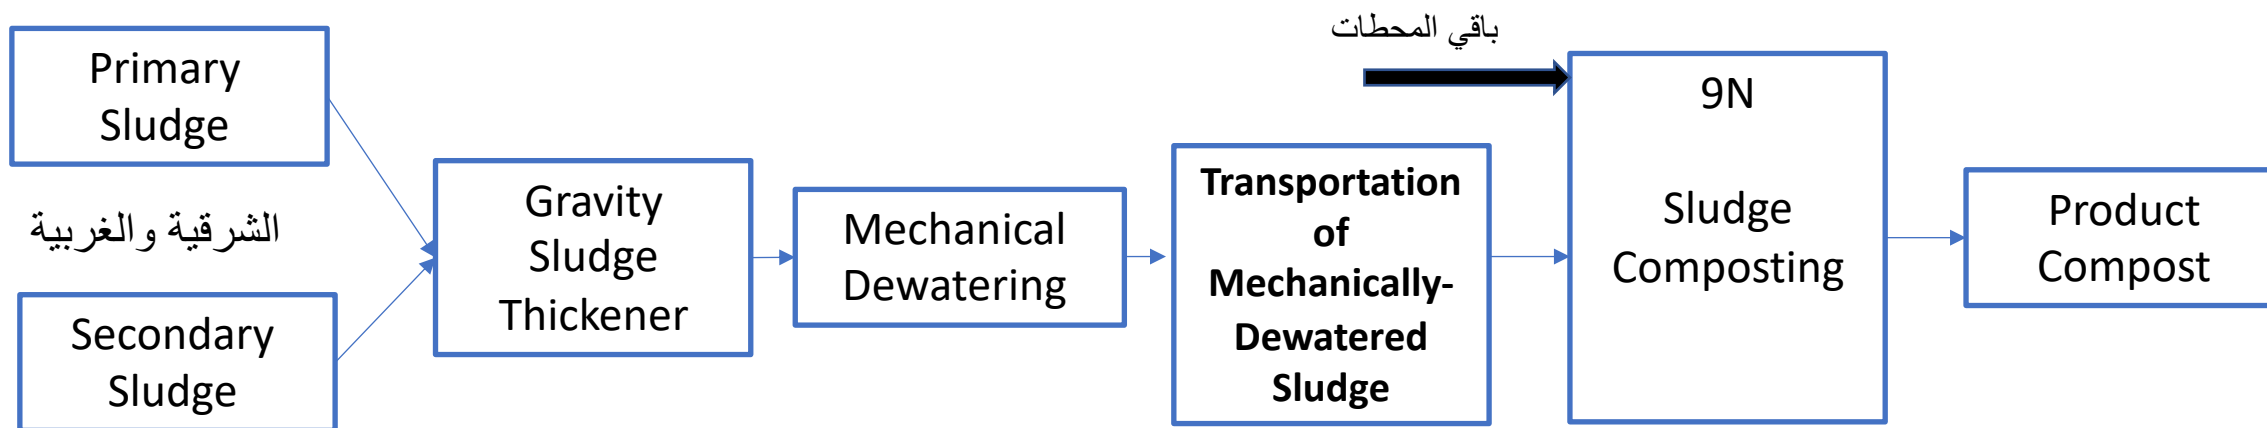 Primary
Sludge
الشرقية والغربية
Secondary
Sludge
Gravity
Sludge
Thickener
Mechanical
Dewatering
Transportation
of
Mechanically-
Dewatered
Sludge
باقي المحطات
9N
Sludge
Composting
Product
Compost